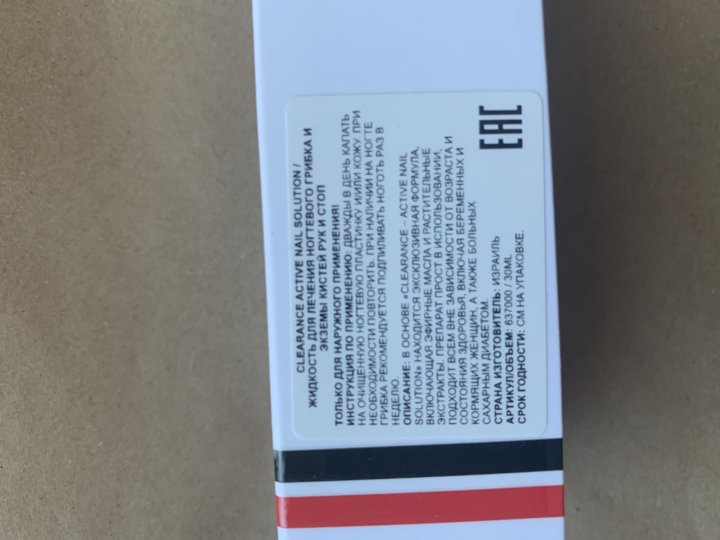 CLEARANCE ACTIVE NAIL SOLUTION /
ЖИДКОСТЬ ДЛЯ ЛЕЧЕНИЯ НОГТЕВОГО ГРИБКА И
ЭКЗЕМЫ КИСТЕЙ РУК И СТОП
ТОЛЬКО ДЛЯ НАРУЖНОГО ПРИМЕНЕНИЯ!
ИНСТРУКЦИЯ ПО ПРИМЕНЕНИЮ: ДВАЖДЫ В ДЕНЬ КАПАТЬ
НА ОЧИЩЕННУЮ НОГТЕВУЮ ПЛАСТИНКУ И/ИЛИ КОЖУ. ПРИ
НЕОБХОДИМОСТИ ПОВТОРИТЬ. ПРИ НАЛИЧИИ НА НОГТЕ
ГРИБКА РЕКОМЕНДУЕТСЯ ПОДПИЛИВАТЬ НОГОТЬ РАЗ В
НЕДЕЛЮ
ОПИСАНИЕ: В ОСНОВЕ «CLEARANCE – ACTIVE NAIL
SOLUTION» НАХОДИТСЯ ЭКСКЛЮЗИВНАЯ ФОРМУЛА,
ВКЛЮЧАЮЩАЯ ЭФИРНЫЕ МАСЛА И РАСТИТЕЛЬНЫЕ
ЭКСТРАКТЫ. ПРЕПАРАТ ПРОСТ В ИСПОЛЬЗОВАНИИ,
ПОДХОДИТ ВСЕМ ВНЕ ЗАВИСИМОСТИ ОТ ВОЗРАСТА И
СОСТОЯНИЯ ЗДОРОВЬЯ, ВКЛЮЧАЯ БЕРЕМЕННЫХ И
КОРМЯЩИХ ЖЕНЩИН, А ТАКЖЕ БОЛЬНЫХ
САХАРНЫМ ДИАБЕТОМ.
СТРАНА ИЗГОТОВИТЕЛЬ: ИЗРАИЛЬ
АРТИКУЛ/ОБЪЕМ: 637000 / 30ML
СРОК ГОДНОСТИ: СМ НА УПАКОВКЕ.
EAC